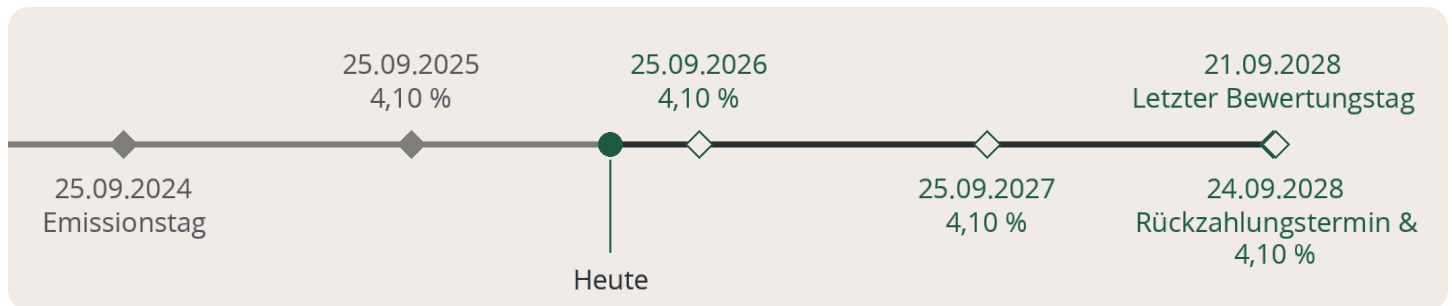 25.09.2025
4,10 %
25.09.2026
4,10 %
21.09.2028
Letzter Bewertungstag
25.09.2024
Emissionstag
25.09.2027
4,10 %
24.09.2028
Rückzahlungstermin &
4,10 %
Heute